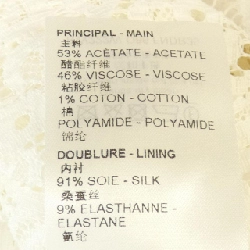 PRINCIPAL - MAIN
主料
53% ACÉTATE - ACETATE
醋酯纤维
46% VISCOSE - VISCOSE
粘胶纤维
1% COTON - COTTON
棉
POLYAMIDE - POLYAMIDE
锦纶
DOUBLURE - LINING
内衬
91% SOIE - SILK
桑蚕丝
9% ELASTHANNE -
ELASTANE
氨纶